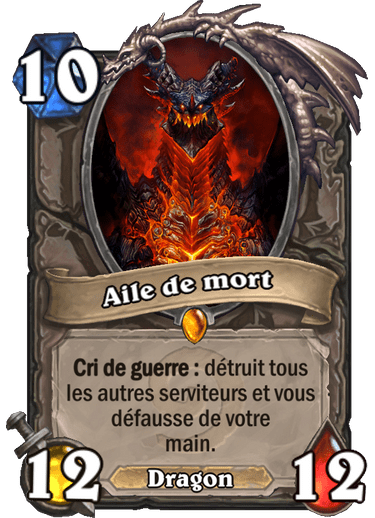 10
Aile de mort
Cri de guerre : détruit tous
les autres serviteurs et vous
défausse de votre
main.
12
Dragon
12